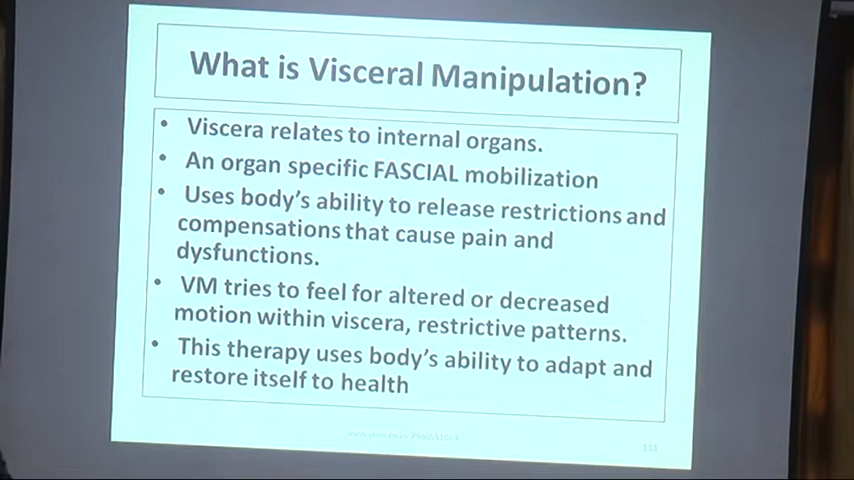 What is Visceral Manipulation?
• Viscera relates to internal organs.
• An organ specific FASCIAL mobilization
• Uses body's ability to release restrictions and
compensations that cause pain and
dysfunctions.
• VM tries to feel for altered or decreased
motion within viscera, restrictive patterns.
• This therapy uses body's ability to adapt and
restore itself to health